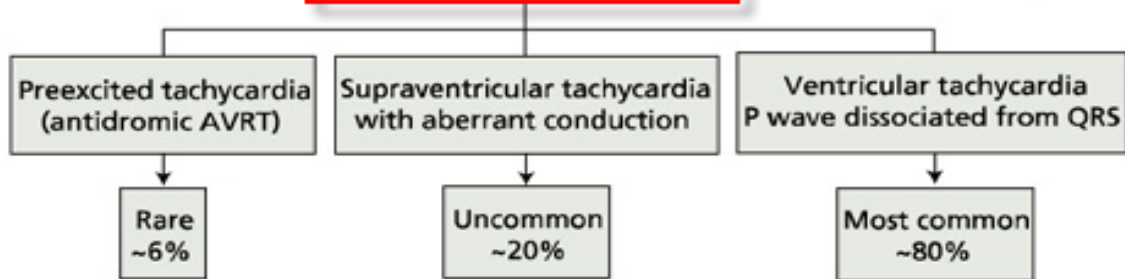 Preexcited tachycardia
(antidromic AVRT)
Supraventricular tachycardia
with aberrant conduction
Ventricular tachycardia
P wave dissociated from QRS
Rare
~6%
Uncommon
~20%
Most common
~80%